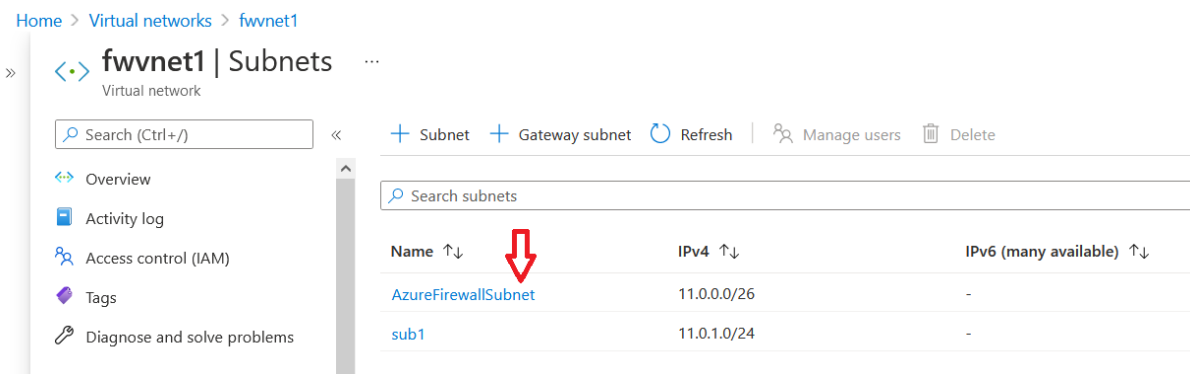 Home > Virtual networks > fwvnet1
fwvnet1 | Subnets ...
Virtual network
Search (Ctrl+/)
«
+ Subnet + Gateway subnet Refresh Manage users Delete
»
Overview
Activity log
Access control (IAM)
Tags
Diagnose and solve problems
Search subnets
Name ↑↓ IPv4 ↑↓ IPv6 (many available) ↑↓
AzureFirewallSubnet 11.0.0.0/26 -
sub1 11.0.1.0/24 -